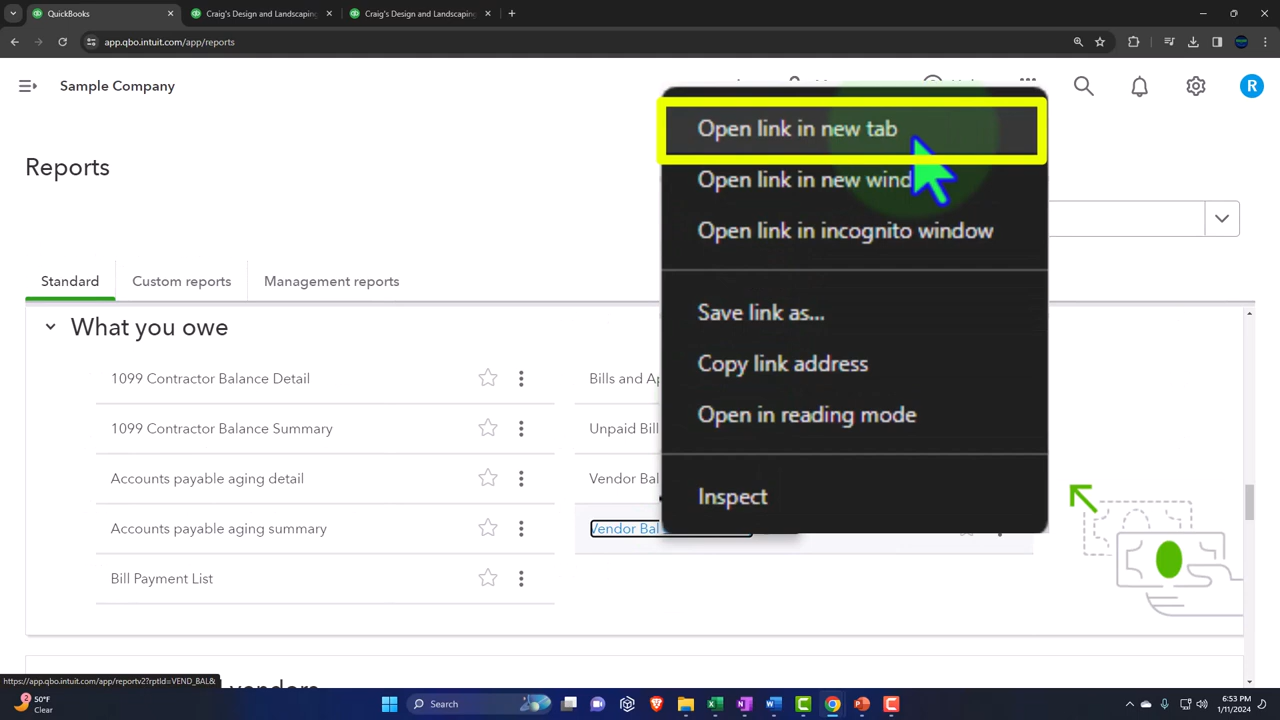 QuickBooks
Craig's Design and Landscaping
Craig's Design and Landscaping
app.qbo.intuit.com/app/reports
Sample Company
R
Reports
Open link in new tab
Open link in new wind
Open link in incognito window
Save link as...
Copy link address
Open in reading mode
Inspect
Standard
Custom reports
Management reports
What you owe
1099 Contractor Balance Detail
Bills and Ap
1099 Contractor Balance Summary
Unpaid Bill
Accounts payable aging detail
Vendor Bal
Accounts payable aging summary
Vendor Bal
Bill Payment List
https://app.qbo.intuit.com/app/reportv2?rptId=VEND_BAL&
2
50°F
Clear
Search
6:53 PM
1/11/2024